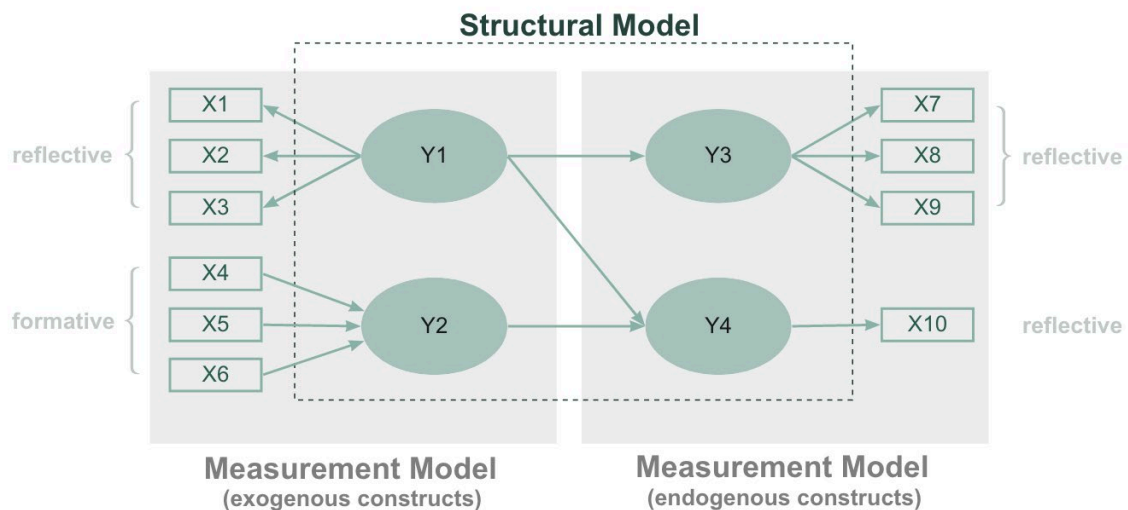 Structural Model
X1
X2
X3
reflective
X4
X5
X6
formative
Y1
Y2
Y3
Y4
X7
X8
X9
reflective
X10
reflective
Measurement Model
(exogenous constructs)
Measurement Model
(endogenous constructs)